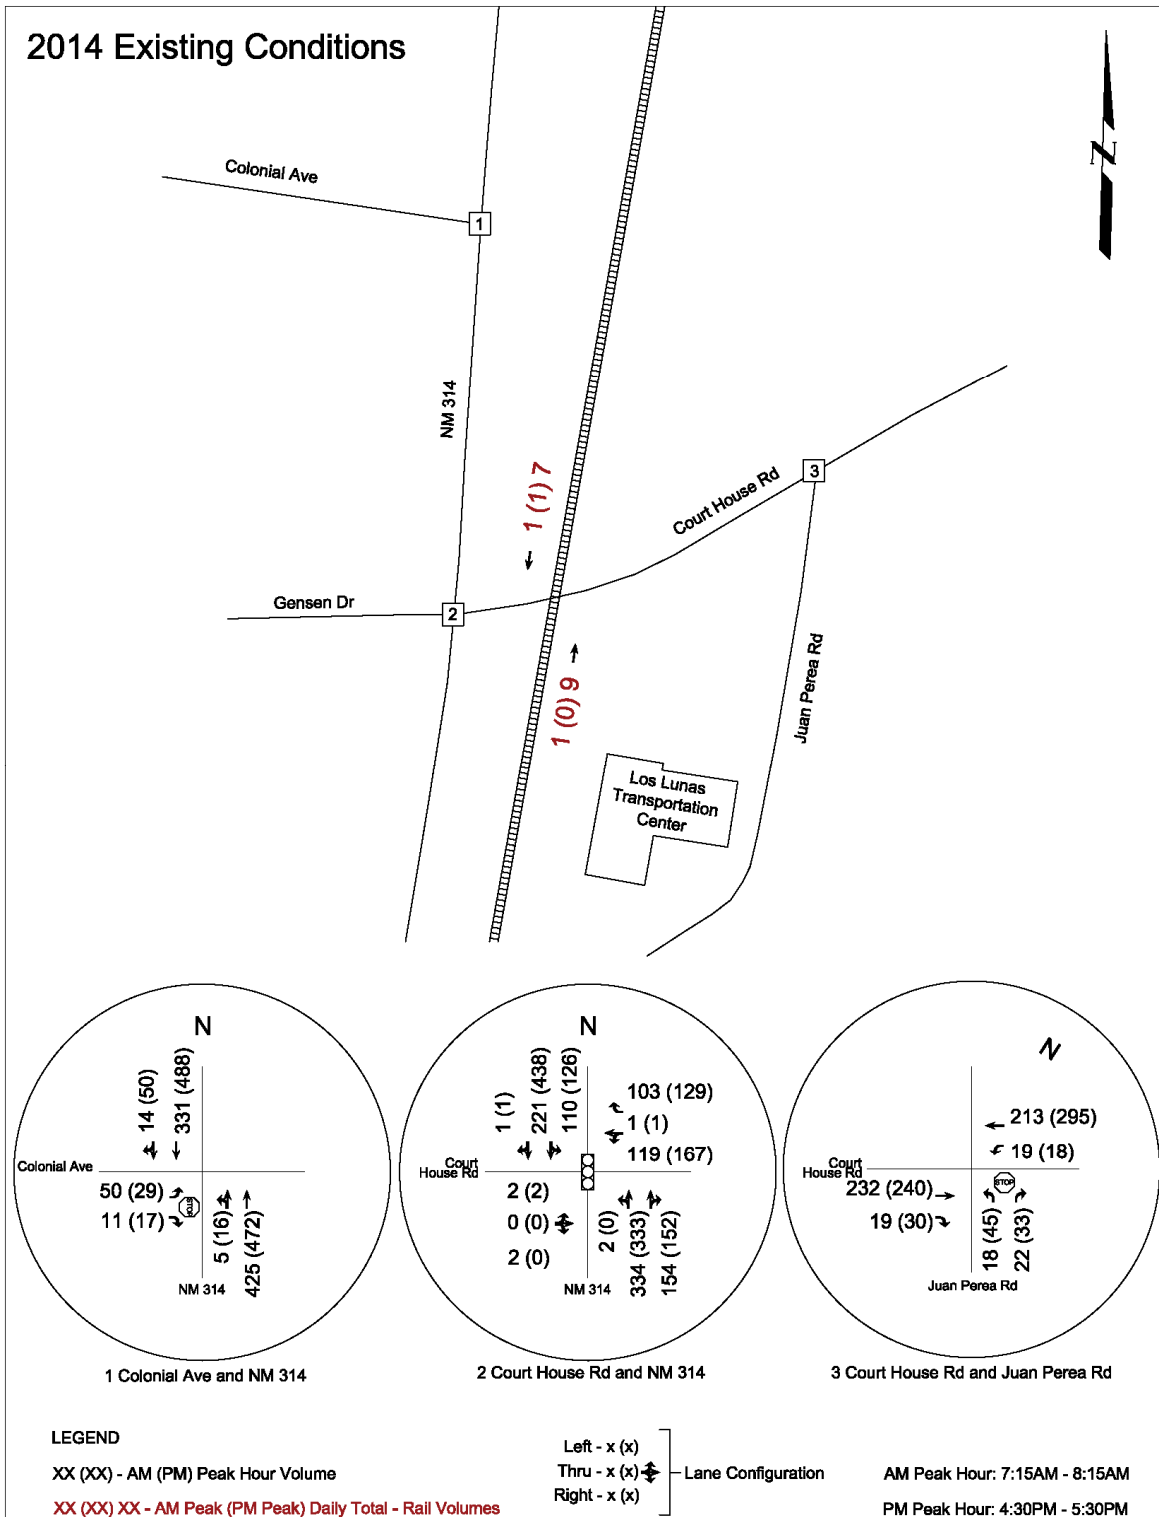 2014 Existing Conditions
N
Colonial Ave
1
NM 314
1 (1) 7
Court House Rd
3
Gensen Dr
2
1 (0) 9
Juan Perea Rd
Los Lunas
Transportation
Center
N
14 (50)
331 (488)
Colonial Ave
50 (29)
11 (17)
STOP
5 (16)
425 (472)
NM 314
1 Colonial Ave and NM 314
N
1 (1)
221 (438)
110 (126)
103 (129)
1 (1)
119 (167)
Court
House Rd
2 (2)
0 (0)
2 (0)
2 (0)
334 (333)
154 (152)
NM 314
2 Court House Rd and NM 314
N
213 (295)
19 (18)
Court
House Rd
232 (240)
19 (30)
STOP
18 (45)
22 (33)
Juan Perea Rd
3 Court House Rd and Juan Perea Rd
LEGEND
XX (XX) - AM (PM) Peak Hour Volume
XX (XX) XX - AM Peak (PM Peak) Daily Total - Rail Volumes
Left - x (x)
Thru - x (x)
Right - x (x)
Lane Configuration
AM Peak Hour: 7:15AM - 8:15AM
PM Peak Hour: 4:30PM - 5:30PM